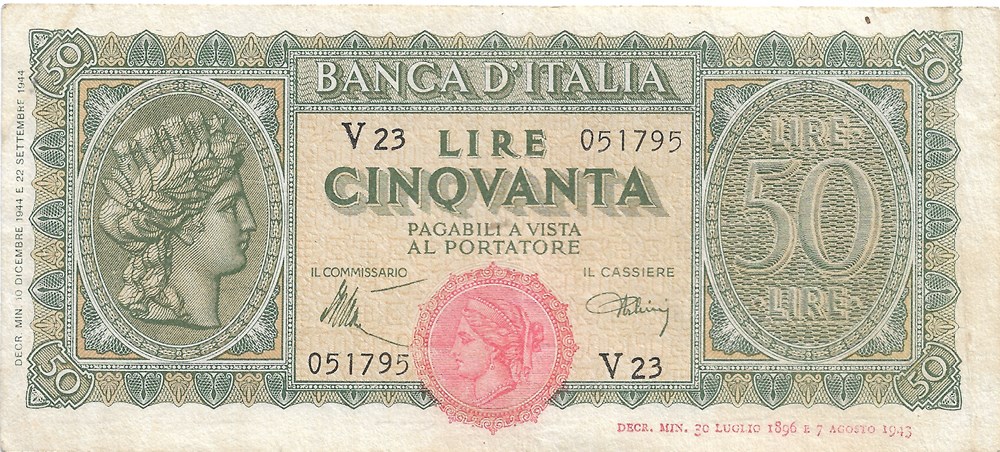 50
50
BANCA D'ITALIA
V 23
LIRE
051795
CINQVANTA
PAGABILI A VISTA
AL PORTATORE
IL COMMISSARIO
IL CASSIERE
051795
V 23
LIRE
50
LIRE
50
50
DECR. MIN. 10 DICEMBRE 1944 E 22 SETTEMBRE 1944
DECR. MIN. 30 LUGLIO 1896 E 7 AGOSTO 1943